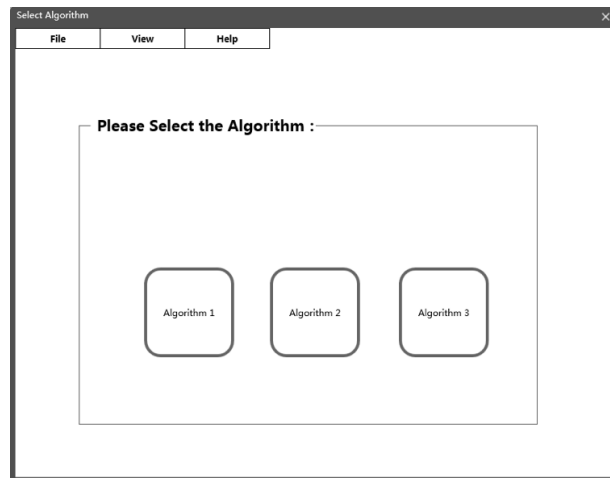 Select Algorithm
File View Help
Please Select the Algorithm :
Algorithm 1 Algorithm 2 Algorithm 3